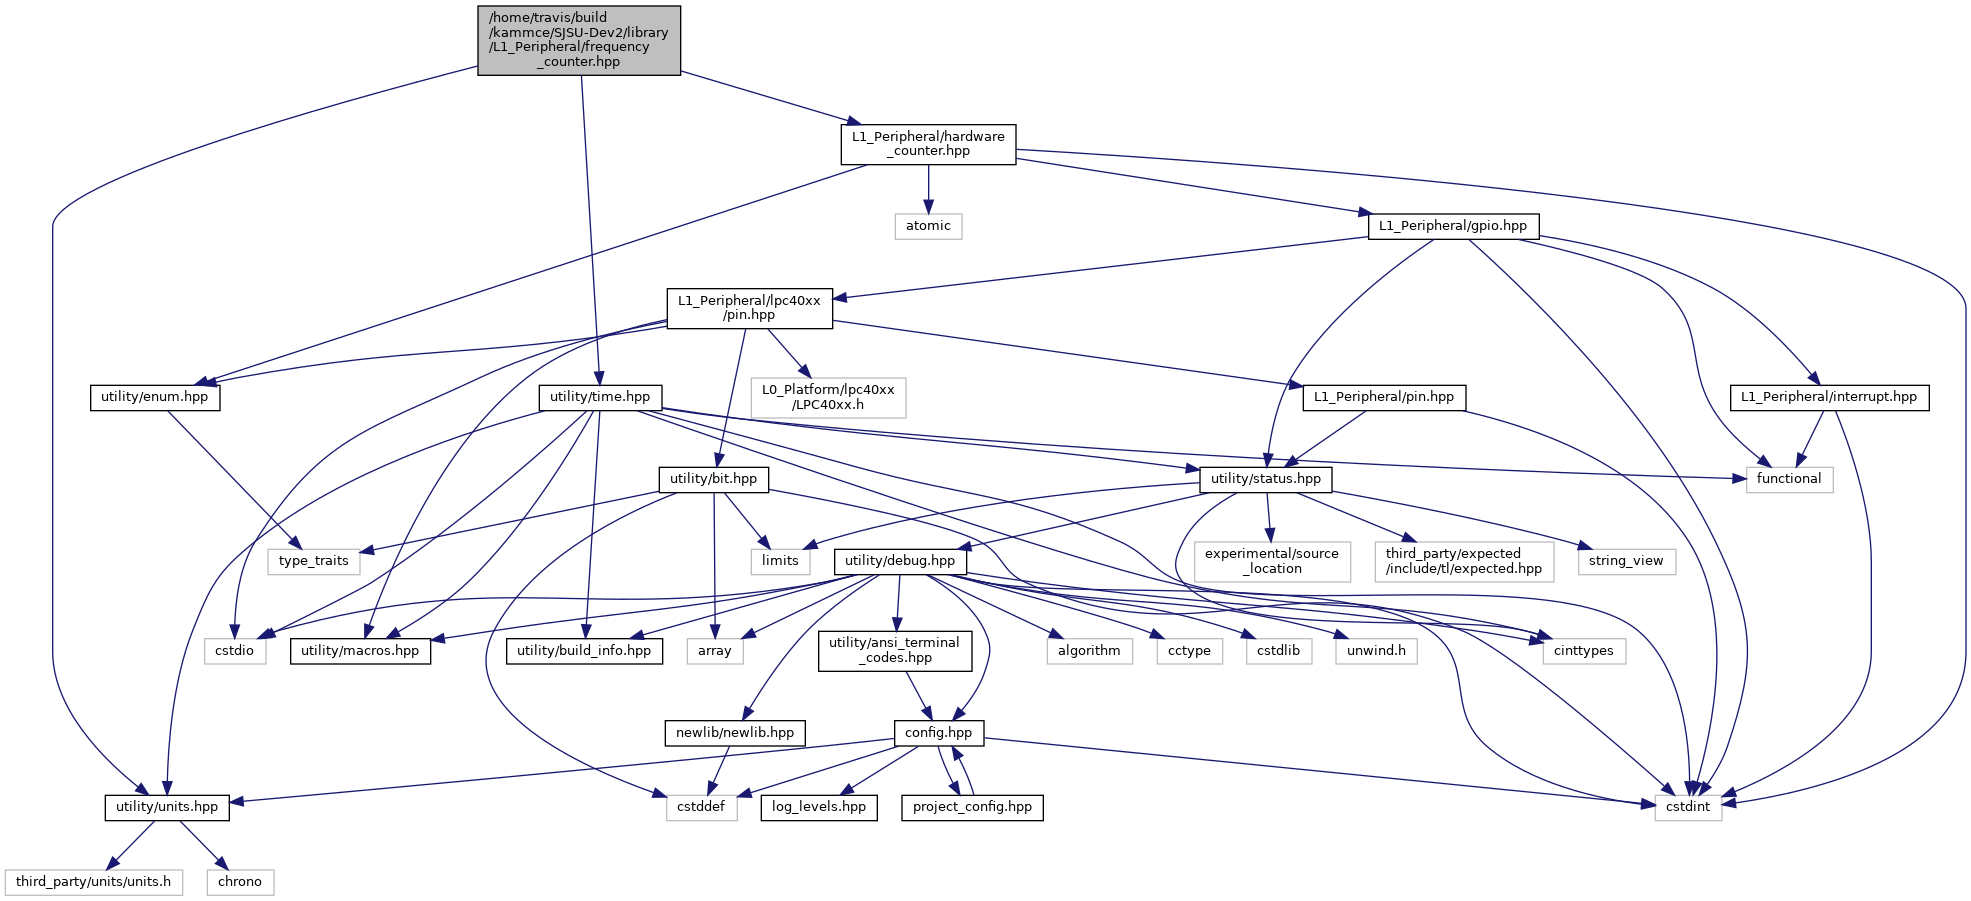 /home/travis/build
/kammce/SJSU-Dev2/library
/L1_Peripheral/frequency
_counter.hpp
L1_Peripheral/hardware
_counter.hpp
atomic
L1_Peripheral/gpio.hpp
L1_Peripheral/lpc40xx
/pin.hpp
utility/enum.hpp
utility/time.hpp
L0_Platform/lpc40xx
/LPC40xx.h
L1_Peripheral/pin.hpp
L1_Peripheral/interrupt.hpp
utility/bit.hpp
utility/status.hpp
functional
type_traits
limits
utility/debug.hpp
experimental/source
_location
third_party/expected
/include/tl/expected.hpp
string_view
cstdio
utility/macros.hpp
utility/build_info.hpp
array
utility/ansi_terminal
_codes.hpp
algorithm
cctype
cstdlib
unwind.h
cinttypes
newlib/newlib.hpp
config.hpp
utility/units.hpp
cstddef
log_levels.hpp
project_config.hpp
cstdint
third_party/units/units.h
chrono